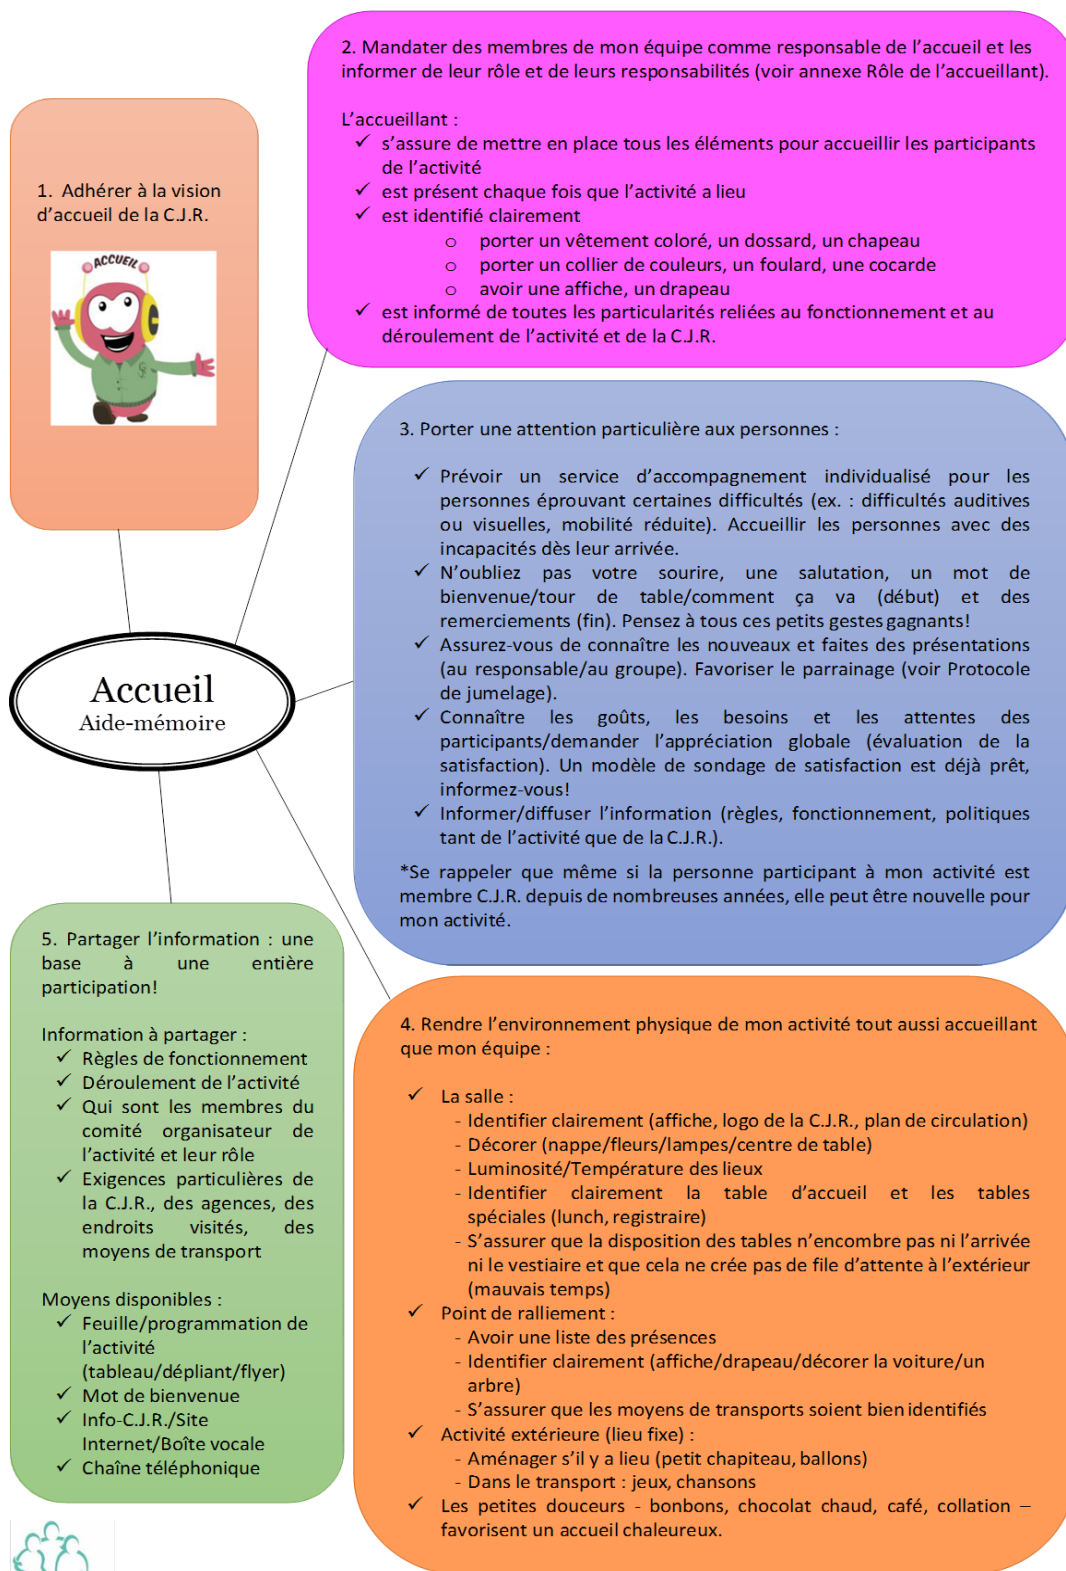 1. Adhérer à la vision
d'accueil de la C.J.R.
ACCUEIL
2. Mandater des membres de mon équipe comme responsable de l'accueil et les
informer de leur rôle et de leurs responsabilités (voir annexe Rôle de l'accueillant).
L'accueillant :
✓ s'assure de mettre en place tous les éléments pour accueillir les participants
de l'activité
✓ est présent chaque fois que l'activité a lieu
✓ est identifié clairement
o porter un vêtement coloré, un dossard, un chapeau
o porter un collier de couleurs, un foulard, une cocarde
o avoir une affiche, un drapeau
✓ est informé de toutes les particularités reliées au fonctionnement et au
déroulement de l'activité et de la C.J.R.
3. Porter une attention particulière aux personnes :
✓ Prévoir un service d'accompagnement individualisé pour les
personnes éprouvant certaines difficultés (ex. : difficultés auditives
ou visuelles, mobilité réduite). Accueillir les personnes avec des
incapacités dès leur arrivée.
✓ N'oubliez pas votre sourire, une salutation, un mot de
bienvenue/tour de table/comment ça va (début) et des
remerciements (fin). Pensez à tous ces petits gestes gagnants!
✓ Assurez-vous de connaître les nouveaux et faites des présentations
(au responsable/au groupe). Favoriser le parrainage (voir Protocole
de jumelage).
✓ Connaître les goûts, les besoins et les attentes des
participants/demander l'appréciation globale (évaluation de la
satisfaction). Un modèle de sondage de satisfaction est déjà prêt,
informez-vous!
✓ Informer/diffuser l'information (règles, fonctionnement, politiques
tant de l'activité que de la C.J.R.).
*Se rappeler que même si la personne participant à mon activité est
membre C.J.R. depuis de nombreuses années, elle peut être nouvelle pour
mon activité.
Accueil
Aide-mémoire
4. Rendre l'environnement physique de mon activité tout aussi accueillant
que mon équipe :
✓ La salle :
- Identifier clairement (affiche, logo de la C.J.R., plan de circulation)
- Décorer (nappe/fleurs/lampes/centre de table)
- Luminosité/Température des lieux
- Identifier clairement la table d'accueil et les tables
spéciales (lunch, registraire)
- S'assurer que la disposition des tables n'encombre pas ni l'arrivée
ni le vestiaire et que cela ne crée pas de file d'attente à l'extérieur
(mauvais temps)
✓ Point de ralliement :
- Avoir une liste des présences
- Identifier clairement (affiche/drapeau/décorer la voiture/un
arbre)
- S'assurer que les moyens de transports soient bien identifiés
✓ Activité extérieure (lieu fixe) :
- Aménager s'il y a lieu (petit chapiteau, ballons)
- Dans le transport : jeux, chansons
✓ Les petites douceurs - bonbons, chocolat chaud, café, collation –
favorisent un accueil chaleureux.
5. Partager l'information : une
base à une entière
participation!
Information à partager :
✓ Règles de fonctionnement
✓ Déroulement de l'activité
✓ Qui sont les membres du
comité organisateur de
l'activité et leur rôle
✓ Exigences particulières de
la C.J.R., des agences, des
endroits visités, des
moyens de transport
Moyens disponibles :
✓ Feuille/programmation de
l'activité
(tableau/dépliant/flyer)
✓ Mot de bienvenue
✓ Info-C.J.R./Site
Internet/Boîte vocale
✓ Chaîne téléphonique